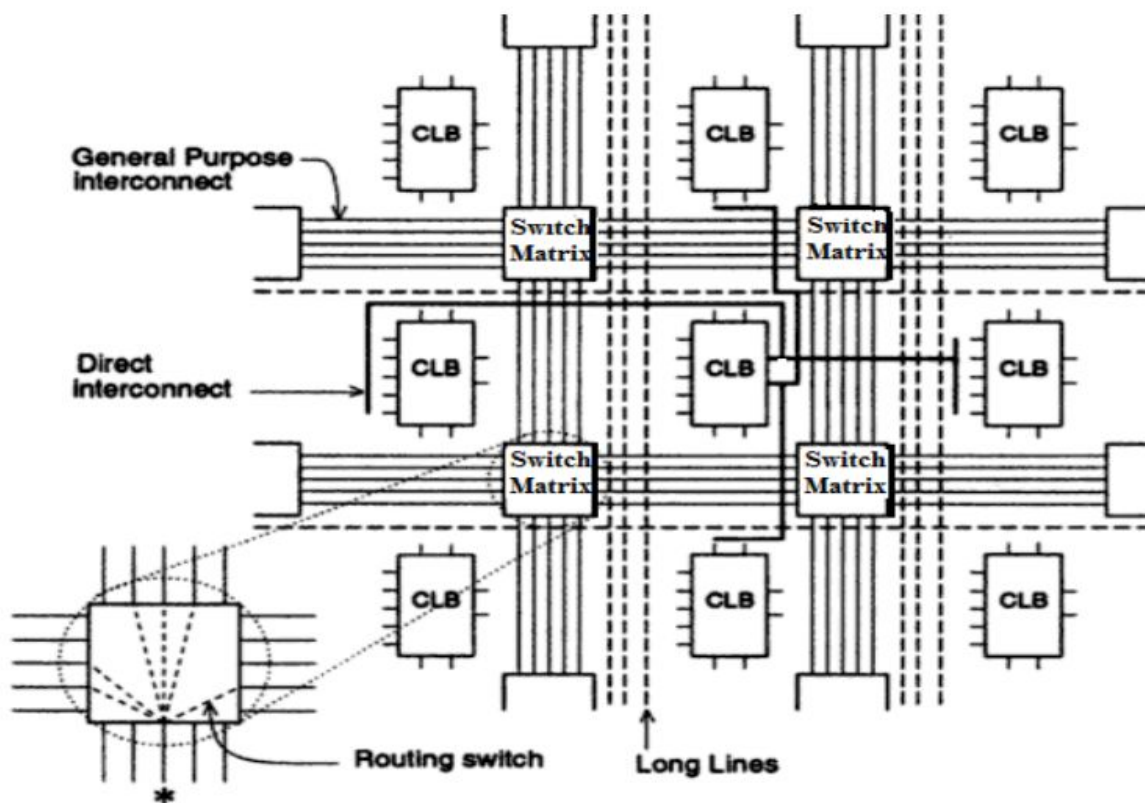 CLB
CLB
CLB
General Purpose
interconnect
Switch
Matrix
Switch
Matrix
Direct
interconnect
CLB
CLB
CLB
Switch
Matrix
Switch
Matrix
CLB
CLB
CLB
Routing switch
Long Lines
*